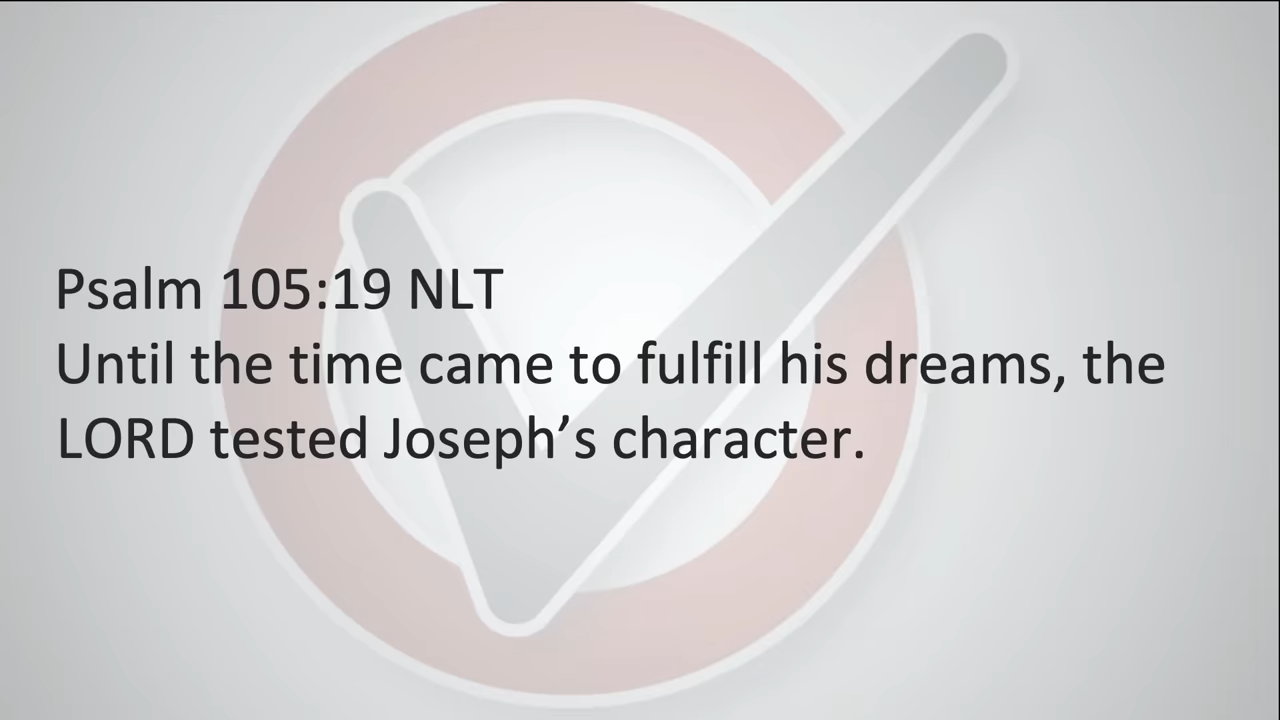 Psalm 105:19 NLT
Until the time came to fulfill his dreams, the
LORD tested Joseph’s character.